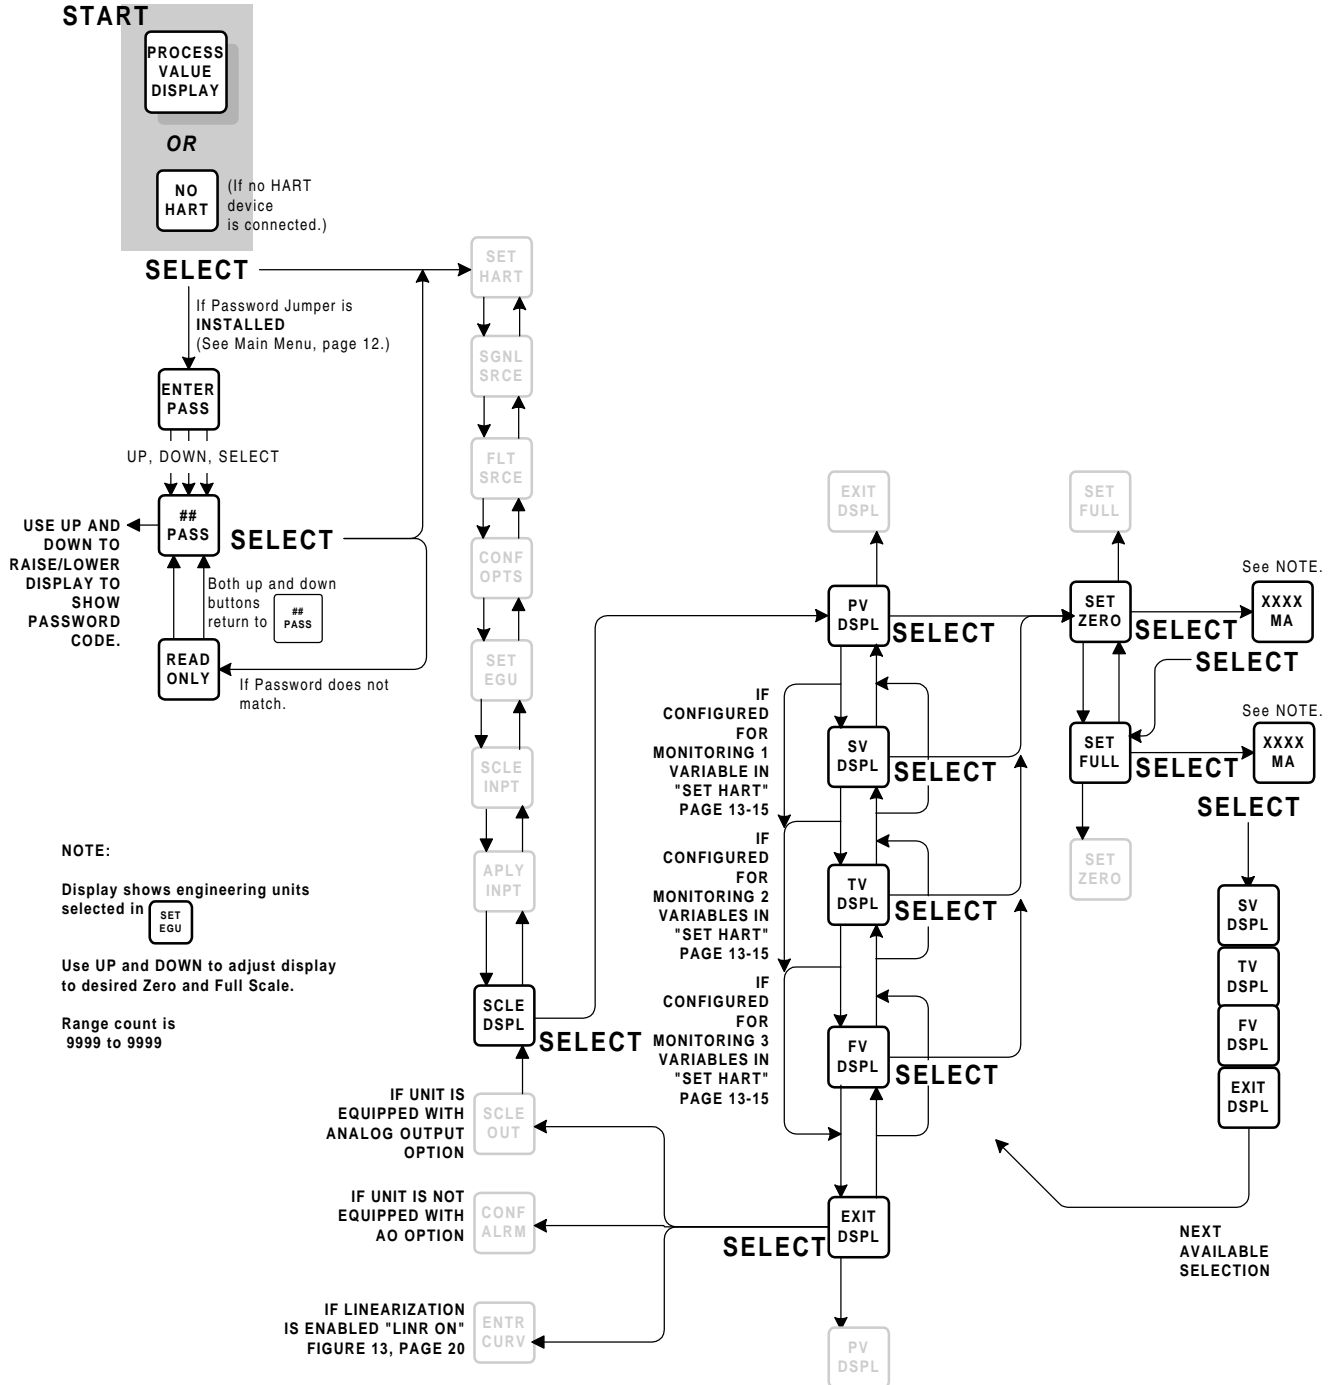 START
PROCESS
VALUE
DISPLAY
OR
NO
HART
(If no HART
device
is connected.)
SELECT
If Password Jumper is
INSTALLED
(See Main Menu, page 12.)
ENTER
PASS
UP, DOWN, SELECT
##
PASS
SELECT
USE UP AND
DOWN TO
RAISE/LOWER
DISPLAY TO
SHOW
PASSWORD
CODE.
Both up and down
buttons
return to
##
PASS
READ
ONLY
If Password does not
match.
NOTE:
Display shows engineering units
selected in
SET
EGU
Use UP and DOWN to adjust display
to desired Zero and Full Scale.
Range count is
9999 to 9999
SET
HART
SGNL
SRCE
FLT
SRCE
CONF
OPTS
SET
EGU
SCLE
INPT
APLY
INPT
SCLE
DSPL
SELECT
IF UNIT IS
EQUIPPED WITH
ANALOG OUTPUT
OPTION
SCLE
OUT
IF UNIT IS NOT
EQUIPPED WITH
AO OPTION
CONF
ALRM
IF LINEARIZATION
IS ENABLED "LINR ON"
FIGURE 13, PAGE 20
ENTR
CURV
EXIT
DSPL
PV
DSPL
SELECT
IF
CONFIGURED
FOR
MONITORING 1
VARIABLE IN
"SET HART"
PAGE 13-15
SV
DSPL
SELECT
IF
CONFIGURED
FOR
MONITORING 2
VARIABLES IN
"SET HART"
PAGE 13-15
TV
DSPL
SELECT
IF
CONFIGURED
FOR
MONITORING 3
VARIABLES IN
"SET HART"
PAGE 13-15
FV
DSPL
SELECT
EXIT
DSPL
SELECT
PV
DSPL
SET
FULL
SET
ZERO
SELECT
See NOTE.
XXXX
MA
SELECT
SET
FULL
SELECT
See NOTE.
XXXX
MA
SELECT
SET
ZERO
SV
DSPL
TV
DSPL
FV
DSPL
EXIT
DSPL
NEXT
AVAILABLE
SELECTION